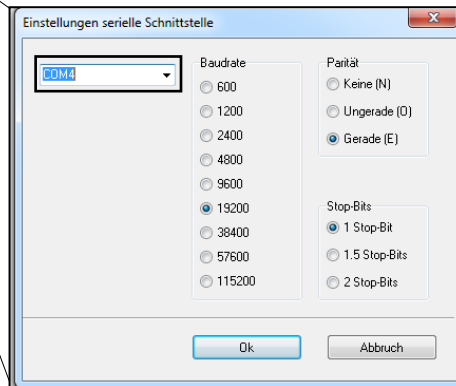 Einstellungen serielle Schnittstelle
COM4
Baudrate
600
1200
2400
4800
9600
19200
38400
57600
115200
Parität
Keine (N)
Ungerade (O)
Gerade (E)
Stop-Bits
1 Stop-Bit
1.5 Stop-Bits
2 Stop-Bits
Ok
Abbruch